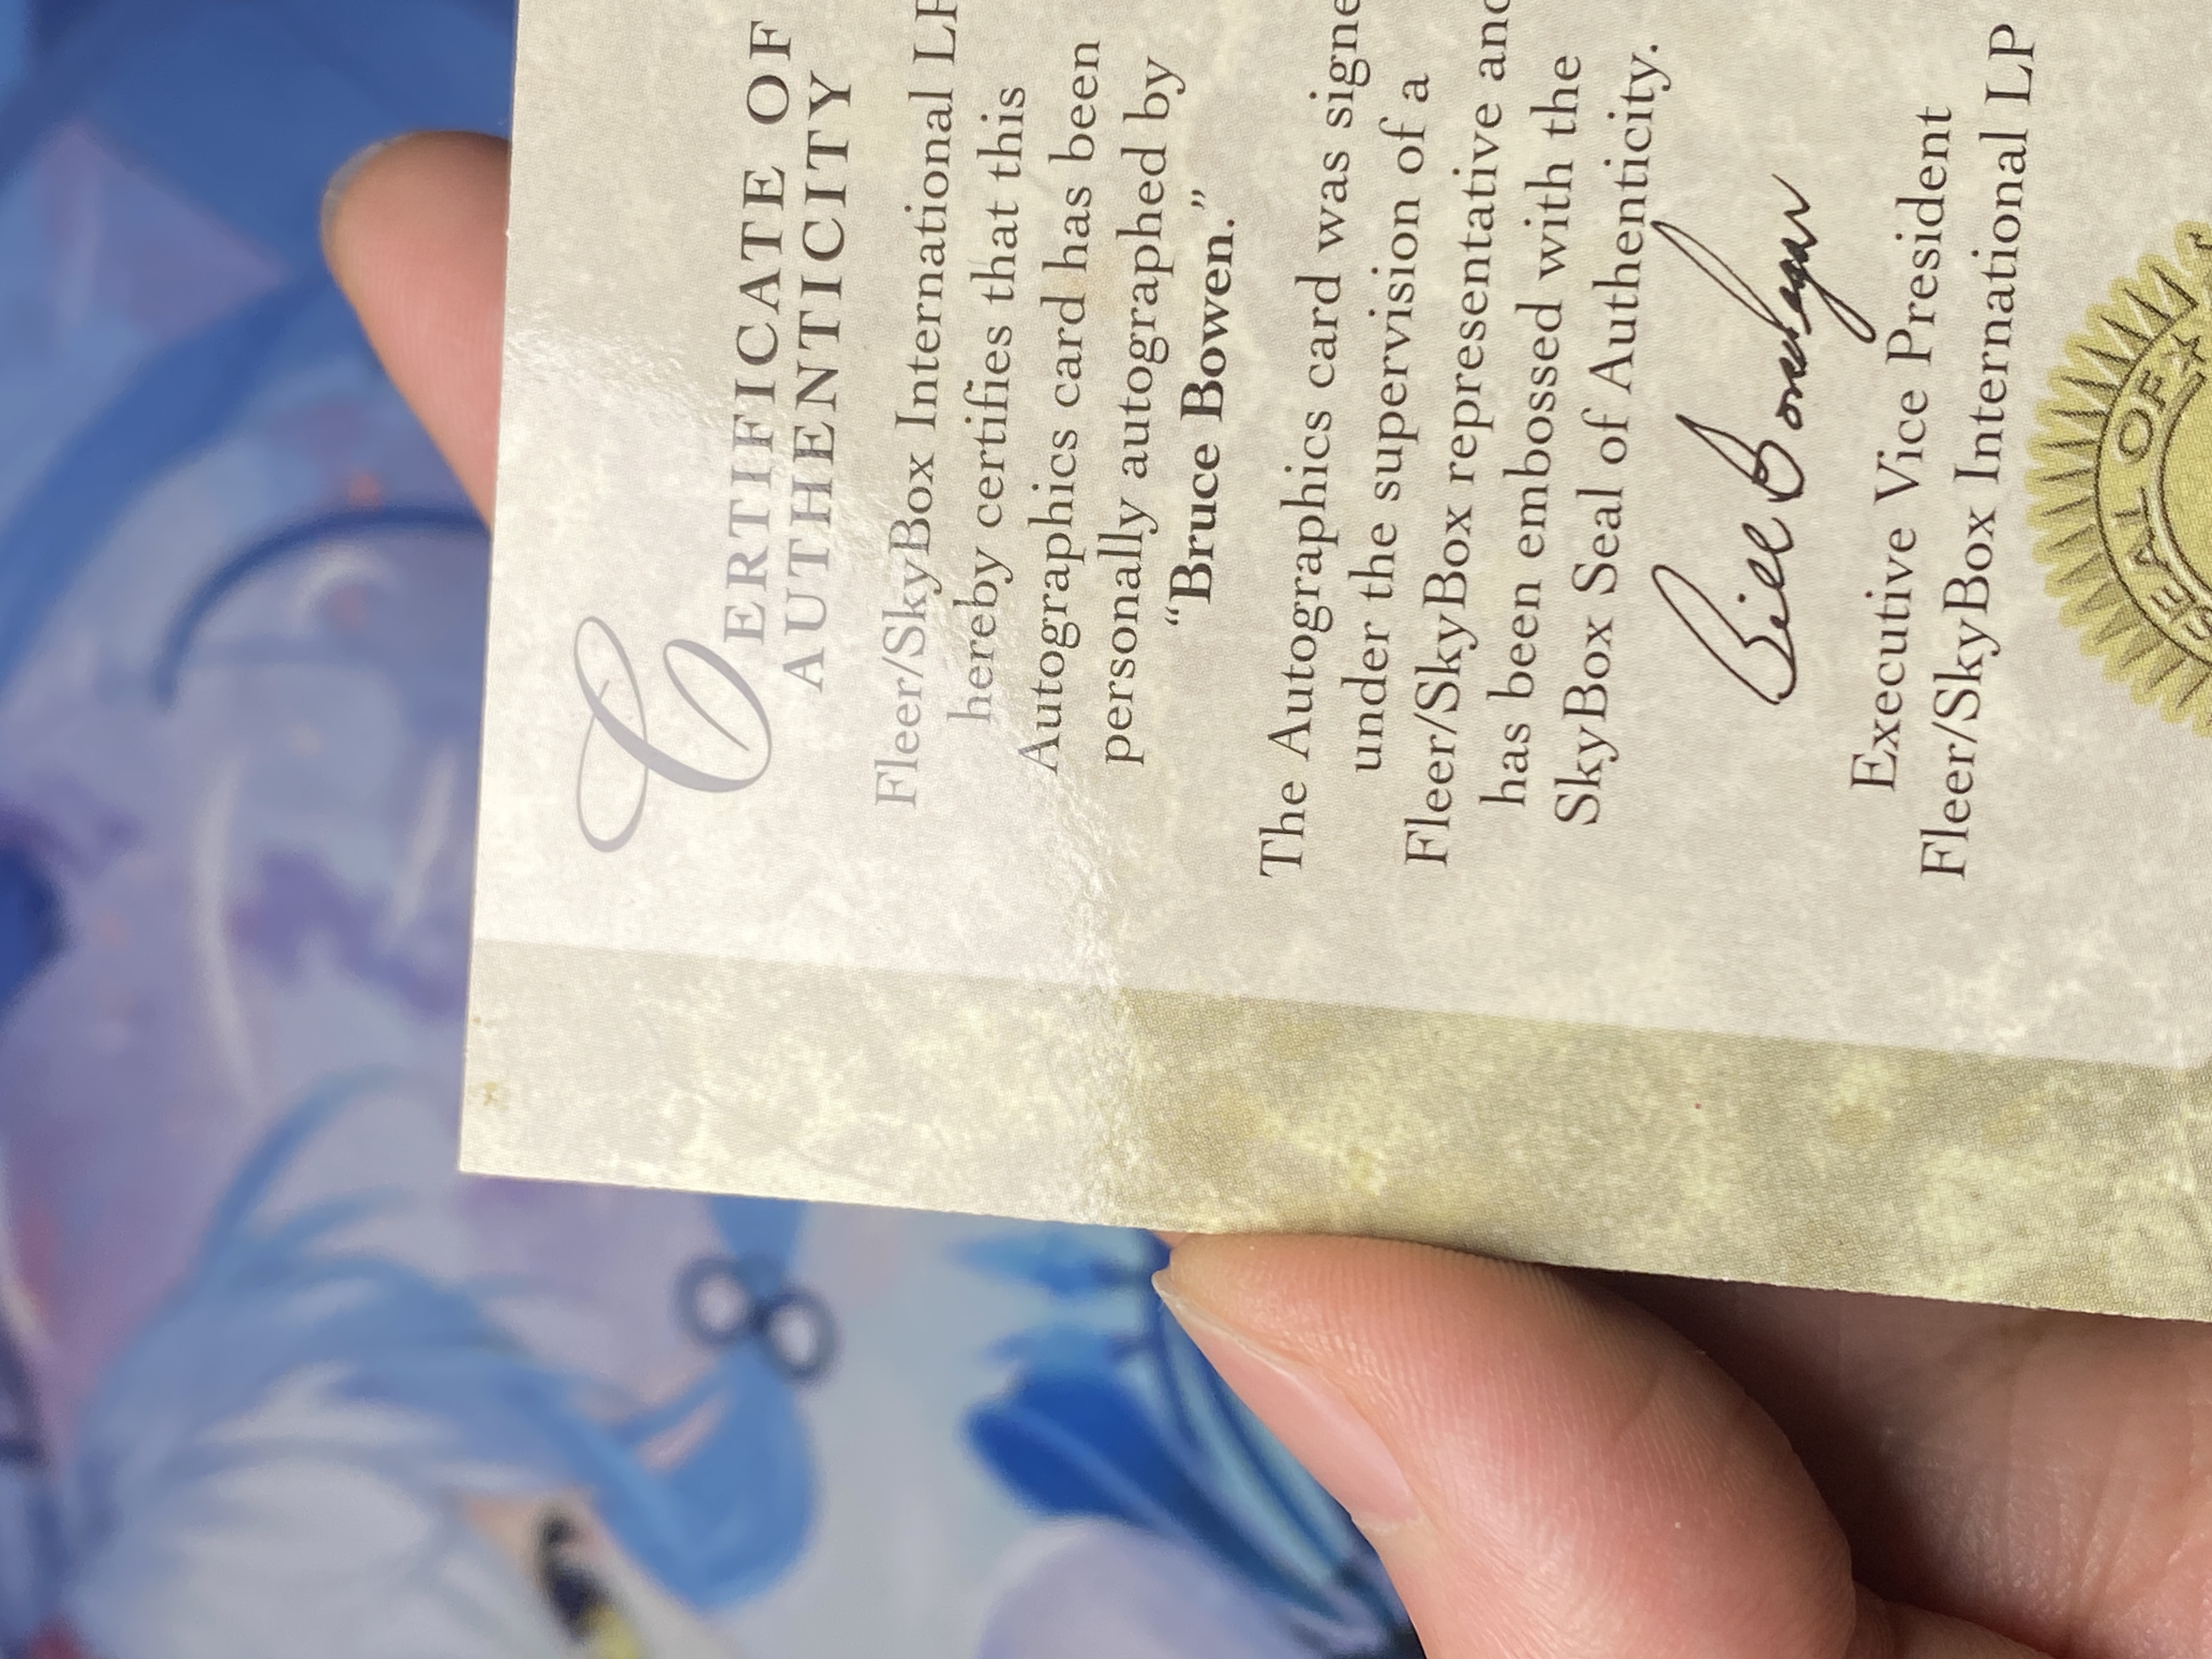 CERTIFICATE OF
AUTHENTICITY
Fleer/SkyBox International LP
hereby certifies that this
Autographics card has been
personally autographed by
“Bruce Bowen.”
The Autographics card was signe
under the supervision of a
Fleer/SkyBox representative and
has been embossed with the
SkyBox Seal of Authenticity.
Bill
Executive Vice President
Fleer/SkyBox International LP
SEAL OF